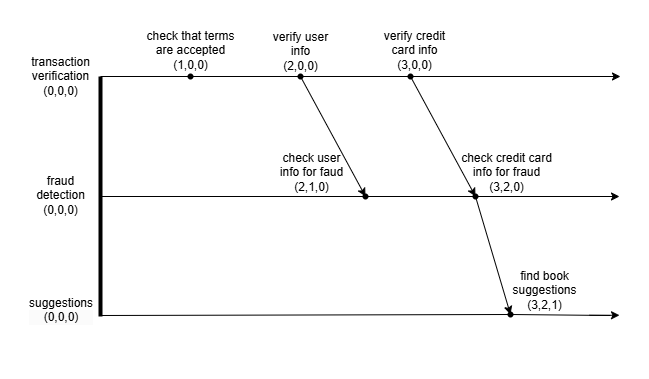 check that terms
are accepted
(1,0,0)
verify user
info
(2,0,0)
verify credit
card info
(3,0,0)
transaction
verification
(0,0,0)
check user
info for faud
(2,1,0)
check credit card
info for fraud
(3,2,0)
fraud
detection
(0,0,0)
find book
suggestions
(3,2,1)
suggestions
(0,0,0)